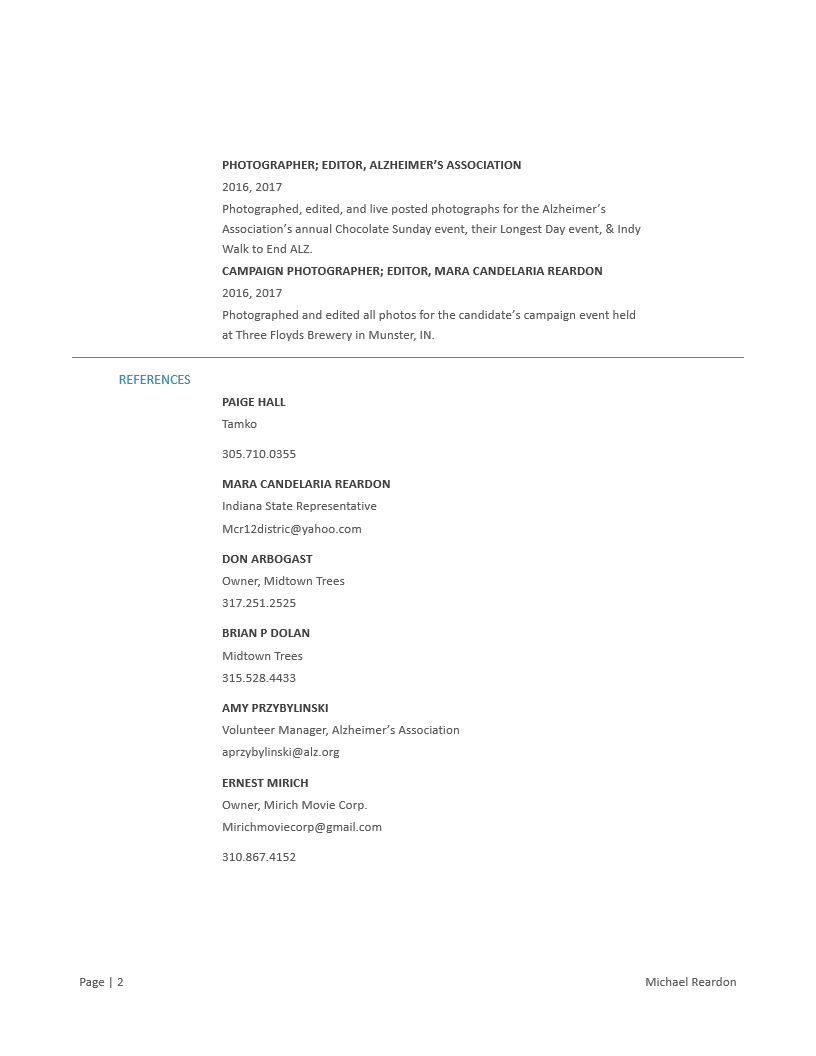 PHOTOGRAPHER; EDITOR, ALZHEIMER’S ASSOCIATION
2016, 2017
Photographed, edited, and live posted photographs for the Alzheimer’s
Association’s annual Chocolate Sunday event, their Longest Day event, & Indy
Walk to End ALZ.
CAMPAIGN PHOTOGRAPHER; EDITOR, MARA CANDELARIA REARDON
2016, 2017
Photographed and edited all photos for the candidate’s campaign event held
at Three Floyds Brewery in Munster, IN.
REFERENCES
PAIGE HALL
Tamko
305.710.0355
MARA CANDELARIA REARDON
Indiana State Representative
Mcr12distric@yahoo.com
DON ARBOGAST
Owner, Midtown Trees
317.251.2525
BRIAN P DOLAN
Midtown Trees
315.528.4433
AMY PRZYBYLINSKI
Volunteer Manager, Alzheimer’s Association
aprzybylinski@alz.org
ERNEST MIRICH
Owner, Mirich Movie Corp.
Mirichmoviecorp@gmail.com
310.867.4152
Page | 2
Michael Reardon